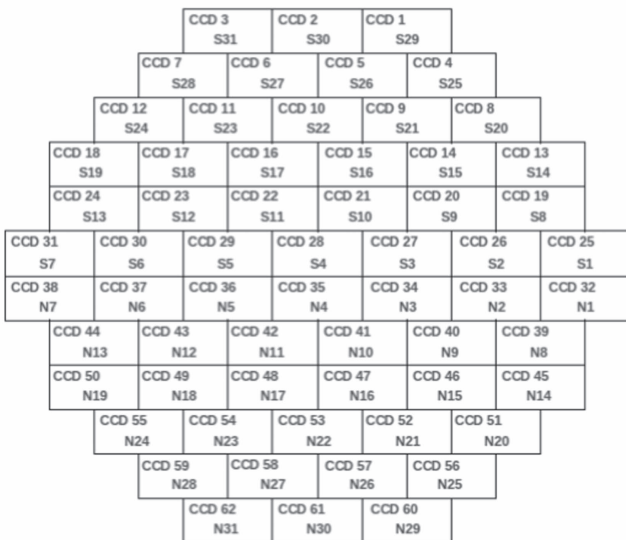 CCD 3 CCD 2 CCD 1
S31 S30 S29
CCD 7 CCD 6 CCD 5 CCD 4
S28 S27 S26 S25
CCD 12 CCD 11 CCD 10 CCD 9 CCD 8
S24 S23 S22 S21 S20
CCD 18 CCD 17 CCD 16 CCD 15 CCD 14 CCD 13
S19 S18 S17 S16 S15 S14
CCD 24 CCD 23 CCD 22 CCD 21 CCD 20 CCD 19
S13 S12 S11 S10 S9 S8
CCD 31 CCD 30 CCD 29 CCD 28 CCD 27 CCD 26 CCD 25
S7 S6 S5 S4 S3 S2 S1
CCD 38 CCD 37 CCD 36 CCD 35 CCD 34 CCD 33 CCD 32
N7 N6 N5 N4 N3 N2 N1
CCD 44 CCD 43 CCD 42 CCD 41 CCD 40 CCD 39
N13 N12 N11 N10 N9 N8
CCD 50 CCD 49 CCD 48 CCD 47 CCD 46 CCD 45
N19 N18 N17 N16 N15 N14
CCD 55 CCD 54 CCD 53 CCD 52 CCD 51
N24 N23 N22 N21 N20
CCD 59 CCD 58 CCD 57 CCD 56
N28 N27 N26 N25
CCD 62 CCD 61 CCD 60
N31 N30 N29